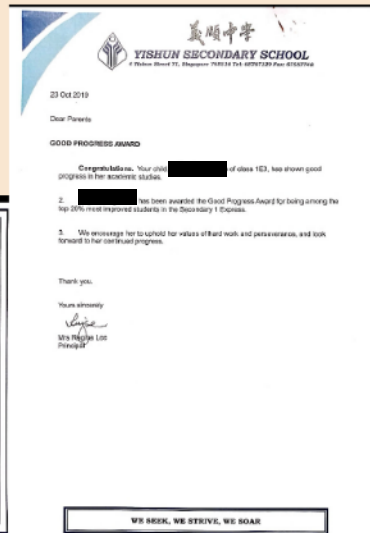 義順中學
YISHUN SECONDARY SCHOOL
23 Oct 2019
Dear Parents
GOOD PROGRESS AWARD
Congratulations. Your child, of class 1E3, has shown good
progress in her academic studies.
2. has been awarded the Good Progress Award for being among the
top 20% most improved students in the Secondary 1 Express.
3. We encourage her to uphold her values of hard work and perseverance, and look
forward to her continued progress.
Thank you.
Yours sincerely
Mrs Regina Loo
Principal
WE SEEK, WE STRIVE, WE SOAR